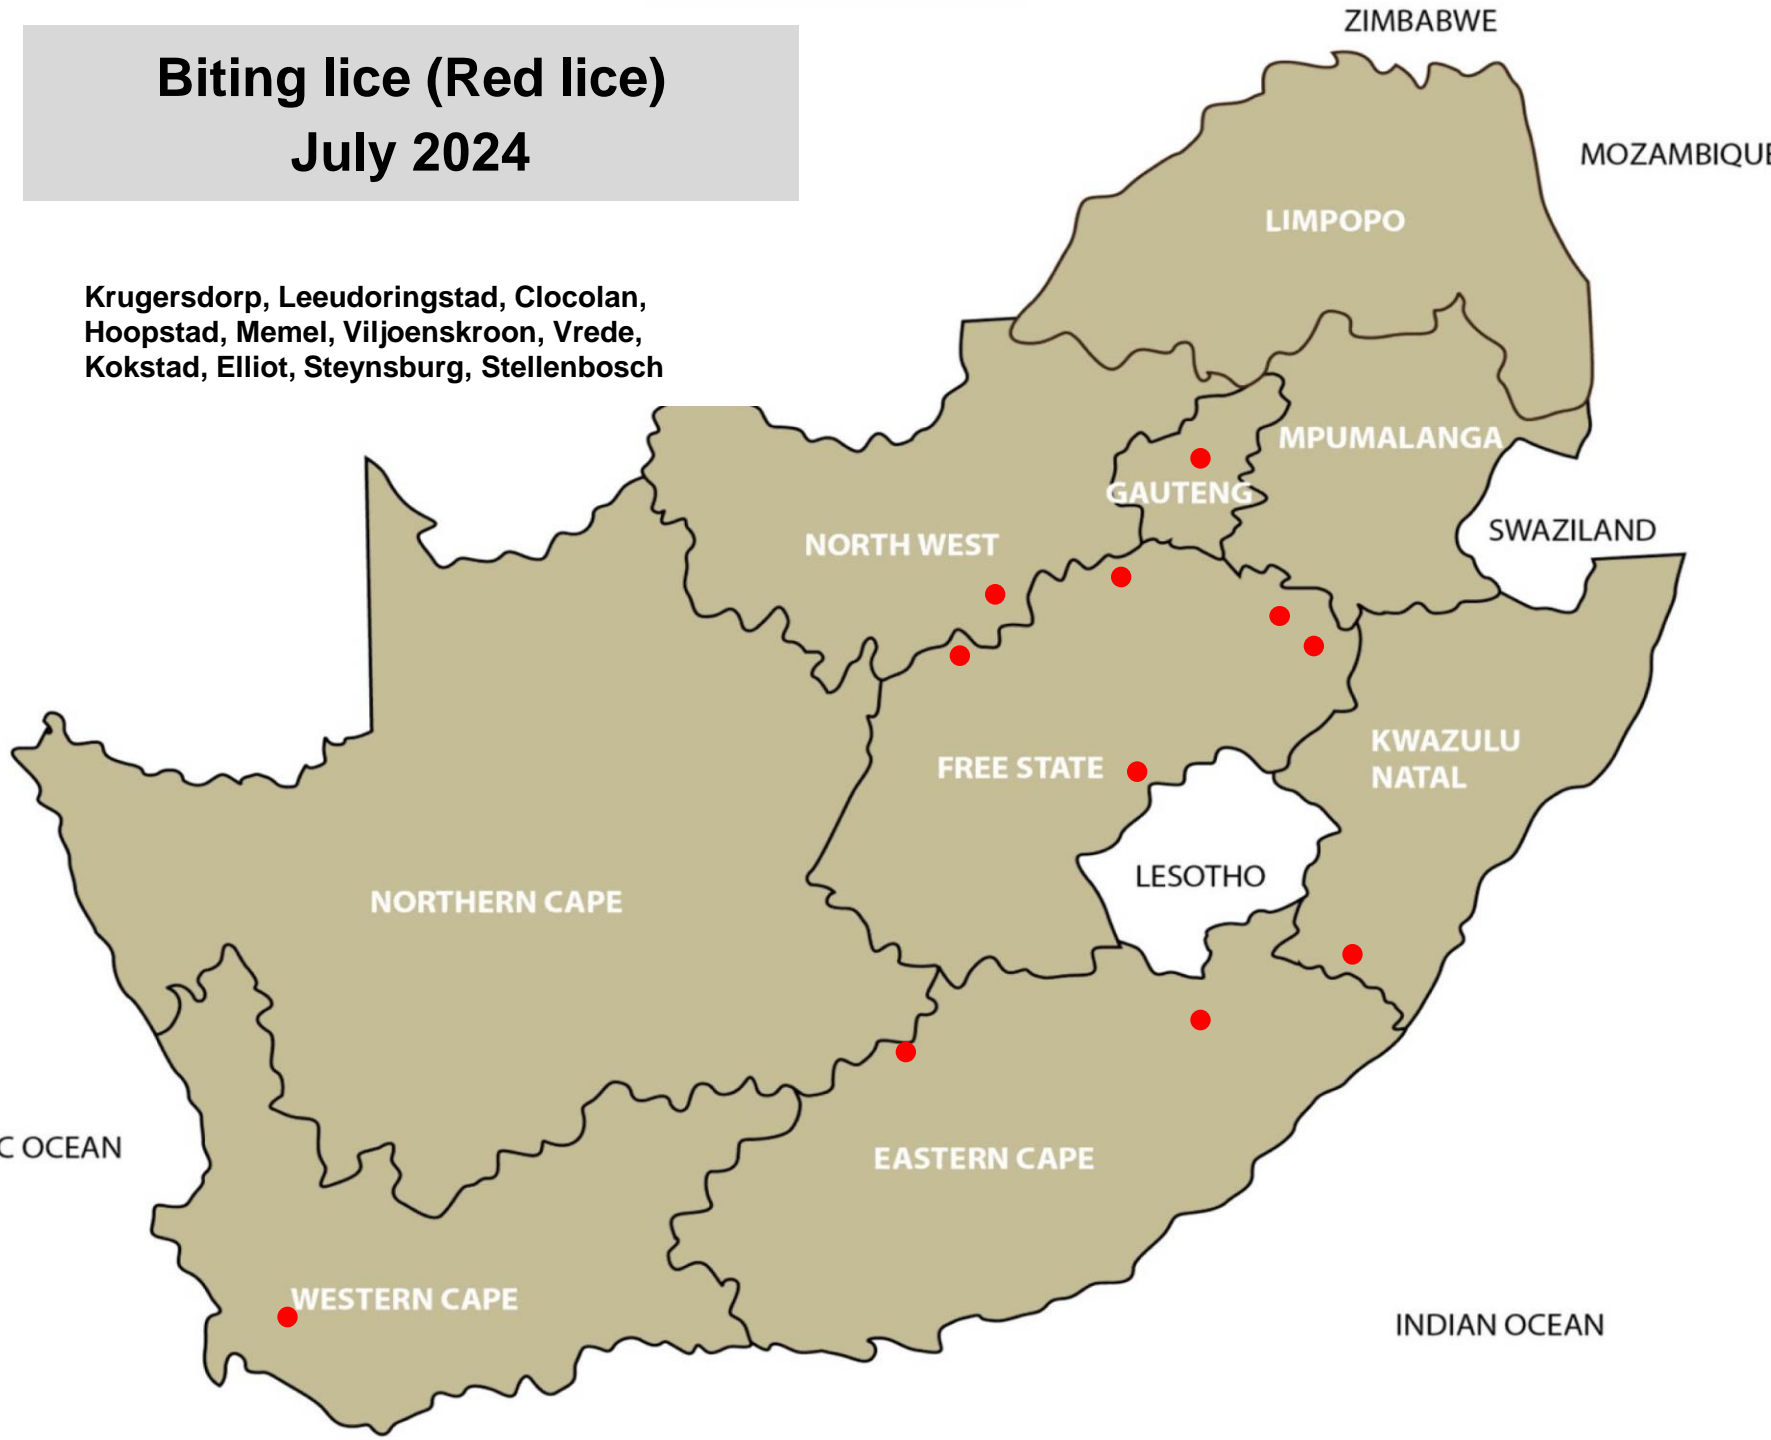 ZIMBABWE
Biting lice (Red lice)
July 2024
MOZAMBIQUE
LIMPOPO
Krugersdorp, Leeudoringstad, Clocolan,
Hoopstad, Memel, Viljoenskroon, Vrede,
Kokstad, Elliot, Steynsburg, Stellenbosch
MPUMALANGA
GAUTENG
SWAZILAND
NORTH WEST
KWAZULU
NATAL
FREE STATE
LESOTHO
NORTHERN CAPE
C OCEAN
EASTERN CAPE
WESTERN CAPE
INDIAN OCEAN